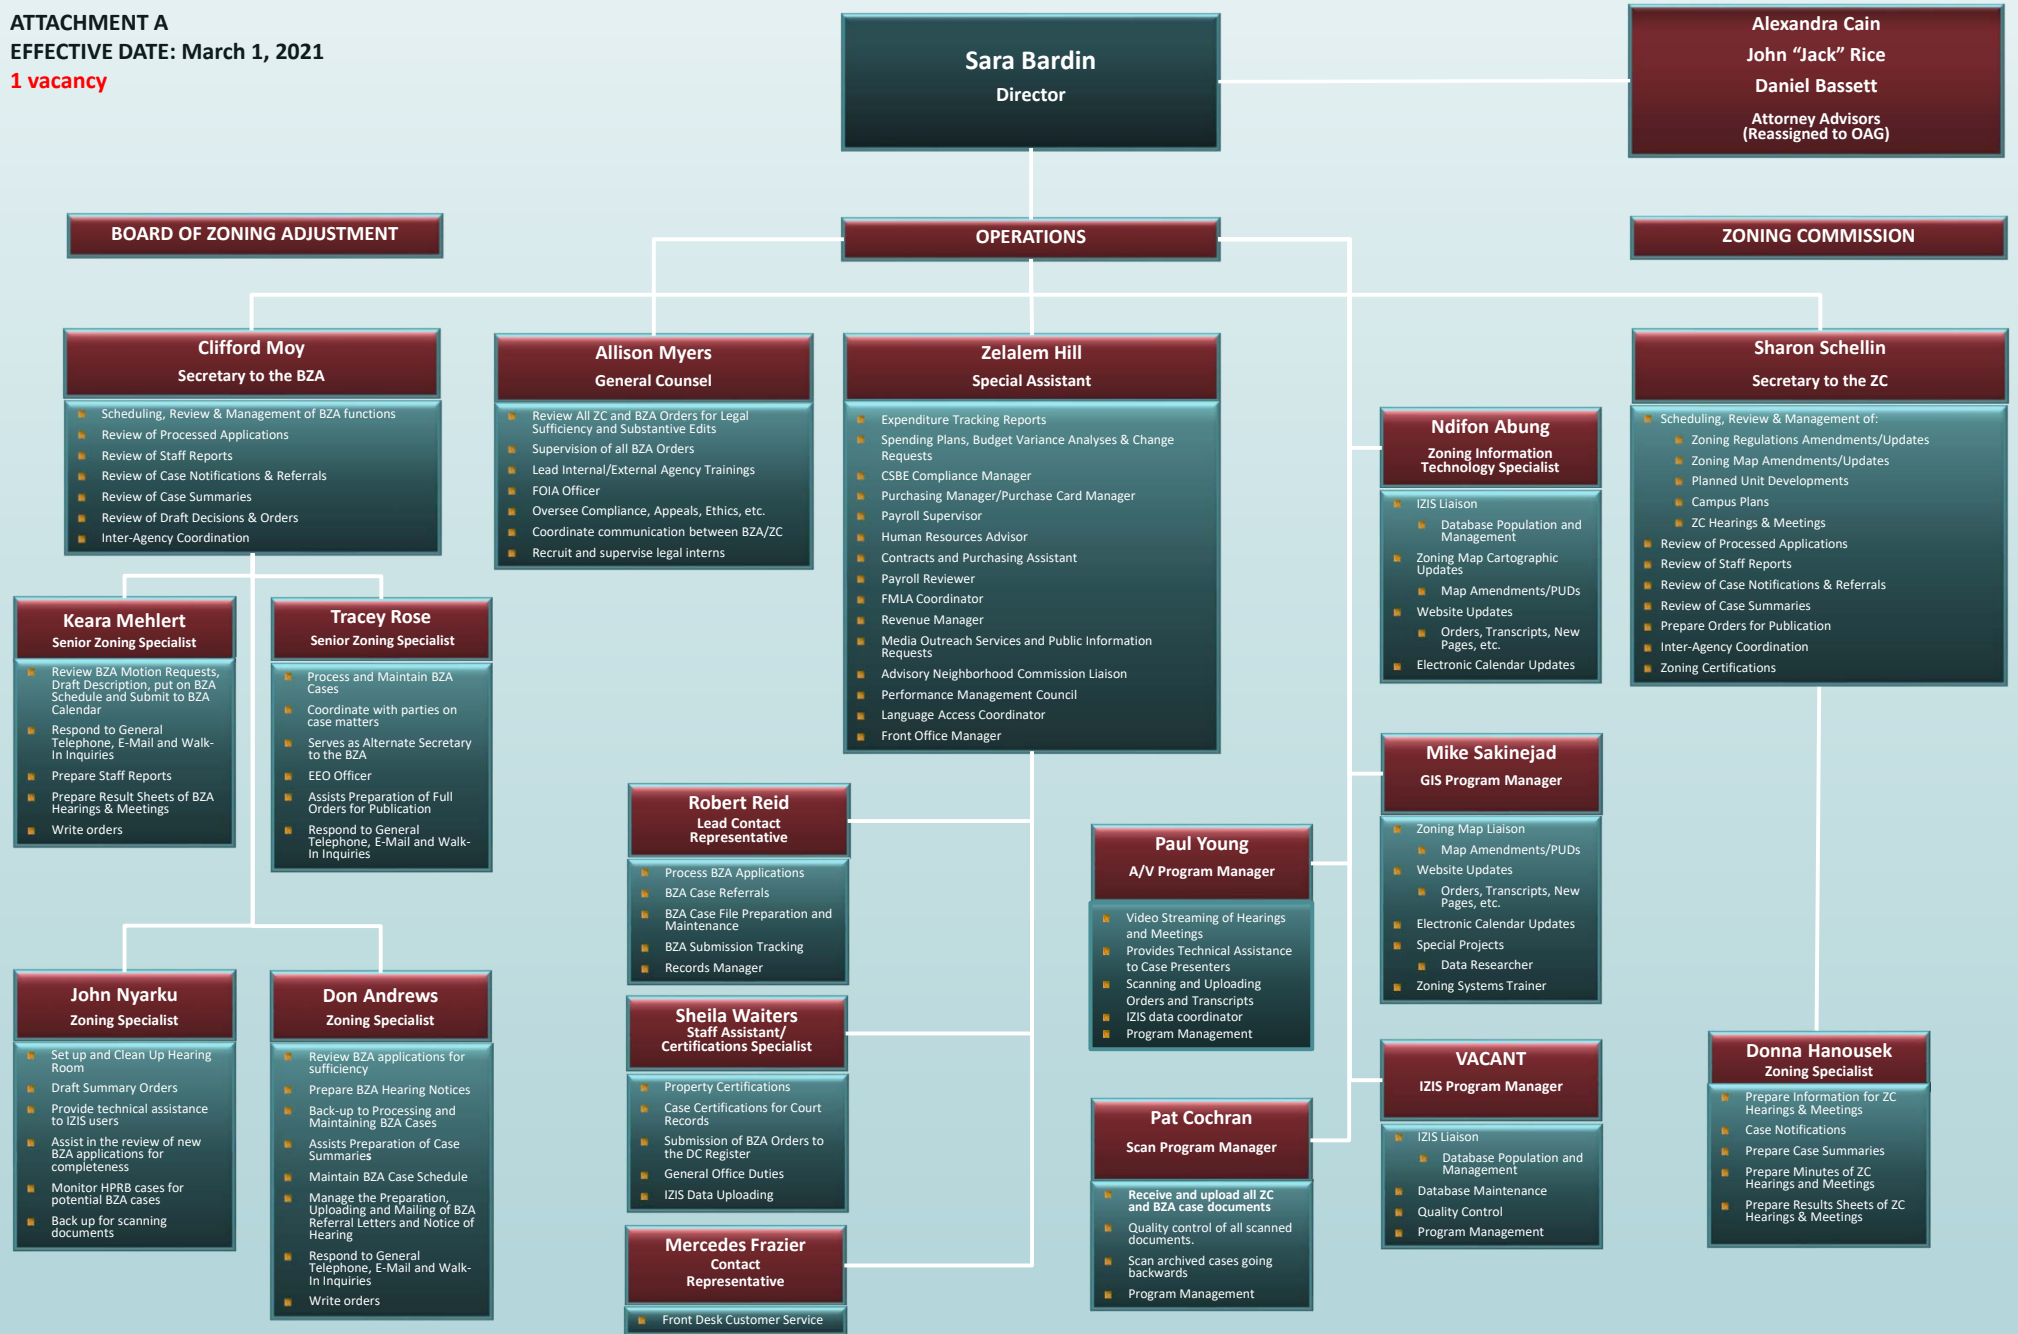 ATTACHMENT A
EFFECTIVE DATE: March 1, 2021
1 vacancy
Sara Bardin
Director
Alexandra Cain
John “Jack” Rice
Daniel Bassett
Attorney Advisors
(Reassigned to OAG)
BOARD OF ZONING ADJUSTMENT
OPERATIONS
ZONING COMMISSION
Clifford Moy
Secretary to the BZA
Scheduling, Review & Management of BZA functions
Review of Processed Applications
Review of Staff Reports
Review of Case Notifications & Referrals
Review of Case Summaries
Review of Draft Decisions & Orders
Inter-Agency Coordination
Allison Myers
General Counsel
Review All ZC and BZA Orders for Legal
Sufficiency and Substantive Edits
Supervision of all BZA Orders
Lead Internal/External Agency Trainings
FOIA Officer
Oversee Compliance, Appeals, Ethics, etc.
Coordinate communication between BZA/ZC
Recruit and supervise legal interns
Zelalem Hill
Special Assistant
Expenditure Tracking Reports
Spending Plans, Budget Variance Analyses & Change
Requests
CSBE Compliance Manager
Purchasing Manager/Purchase Card Manager
Payroll Supervisor
Human Resources Advisor
Contracts and Purchasing Assistant
Payroll Reviewer
FMLA Coordinator
Revenue Manager
Media Outreach Services and Public Information
Requests
Advisory Neighborhood Commission Liaison
Performance Management Council
Language Access Coordinator
Front Office Manager
Ndifon Abung
Zoning Information
Technology Specialist
IZIS Liaison
Database Population and
Management
Zoning Map Cartographic
Updates
Map Amendments/PUDs
Website Updates
Orders, Transcripts, New
Pages, etc.
Electronic Calendar Updates
Sharon Schellin
Secretary to the ZC
Scheduling, Review & Management of:
Zoning Regulations Amendments/Updates
Zoning Map Amendments/Updates
Planned Unit Developments
Campus Plans
ZC Hearings & Meetings
Review of Processed Applications
Review of Staff Reports
Review of Case Notifications & Referrals
Review of Case Summaries
Prepare Orders for Publication
Inter-Agency Coordination
Zoning Certifications
Keara Mehlert
Senior Zoning Specialist
Review BZA Motion Requests,
Draft Description, put on BZA
Schedule and Submit to BZA
Calendar
Respond to General
Telephone, E-Mail and Walk-
In Inquiries
Prepare Staff Reports
Prepare Result Sheets of BZA
Hearings & Meetings
Write orders
Tracey Rose
Senior Zoning Specialist
Process and Maintain BZA
Cases
Coordinate with parties on
case matters
Serves as Alternate Secretary
to the BZA
EEO Officer
Assists Preparation of Full
Orders for Publication
Respond to General
Telephone, E-Mail and Walk-
In Inquiries
Robert Reid
Lead Contact
Representative
Process BZA Applications
BZA Case Referrals
BZA Case File Preparation and
Maintenance
BZA Submission Tracking
Records Manager
Paul Young
A/V Program Manager
Video Streaming of Hearings
and Meetings
Provides Technical Assistance
to Case Presenters
Scanning and Uploading
Orders and Transcripts
IZIS data coordinator
Program Management
Mike Sakinejad
GIS Program Manager
Zoning Map Liaison
Map Amendments/PUDs
Website Updates
Orders, Transcripts, New
Pages, etc.
Electronic Calendar Updates
Special Projects
Data Researcher
Zoning Systems Trainer
John Nyarku
Zoning Specialist
Set up and Clean Up Hearing
Room
Draft Summary Orders
Provide technical assistance
to IZIS users
Assist in the review of new
BZA applications for
completeness
Monitor HPRB cases for
potential BZA cases
Back up for scanning
documents
Don Andrews
Zoning Specialist
Review BZA applications for
sufficiency
Prepare BZA Hearing Notices
Back-up to Processing and
Maintaining BZA Cases
Assists Preparation of Case
Summaries
Maintain BZA Case Schedule
Manage the Preparation,
Uploading and Mailing of BZA
Referral Letters and Notice of
Hearing
Respond to General
Telephone, E-Mail and Walk-
In Inquiries
Write orders
Sheila Waiters
Staff Assistant/
Certifications Specialist
Property Certifications
Case Certifications for Court
Records
Submission of BZA Orders to
the DC Register
General Office Duties
IZIS Data Uploading
Mercedes Frazier
Contact
Representative
Front Desk Customer Service
Pat Cochran
Scan Program Manager
Receive and upload all ZC
and BZA case documents
Quality control of all scanned
documents.
Scan archived cases going
backwards
Program Management
VACANT
IZIS Program Manager
IZIS Liaison
Database Population and
Management
Database Maintenance
Quality Control
Program Management
Donna Hanousek
Zoning Specialist
Prepare Information for ZC
Hearings & Meetings
Case Notifications
Prepare Case Summaries
Prepare Minutes of ZC
Hearings and Meetings
Prepare Results Sheets of ZC
Hearings & Meetings